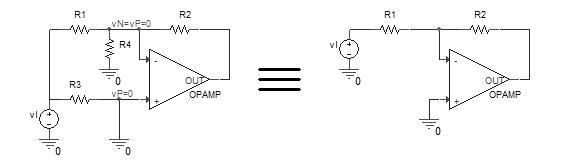 R1 vN=vP=0 R2
R4
-
OUT
0
R3 vP=0
+
OPAMP
vI
+
-
0
0
R1 R2
vI
+
-
-
OUT
0
+
OPAMP
0